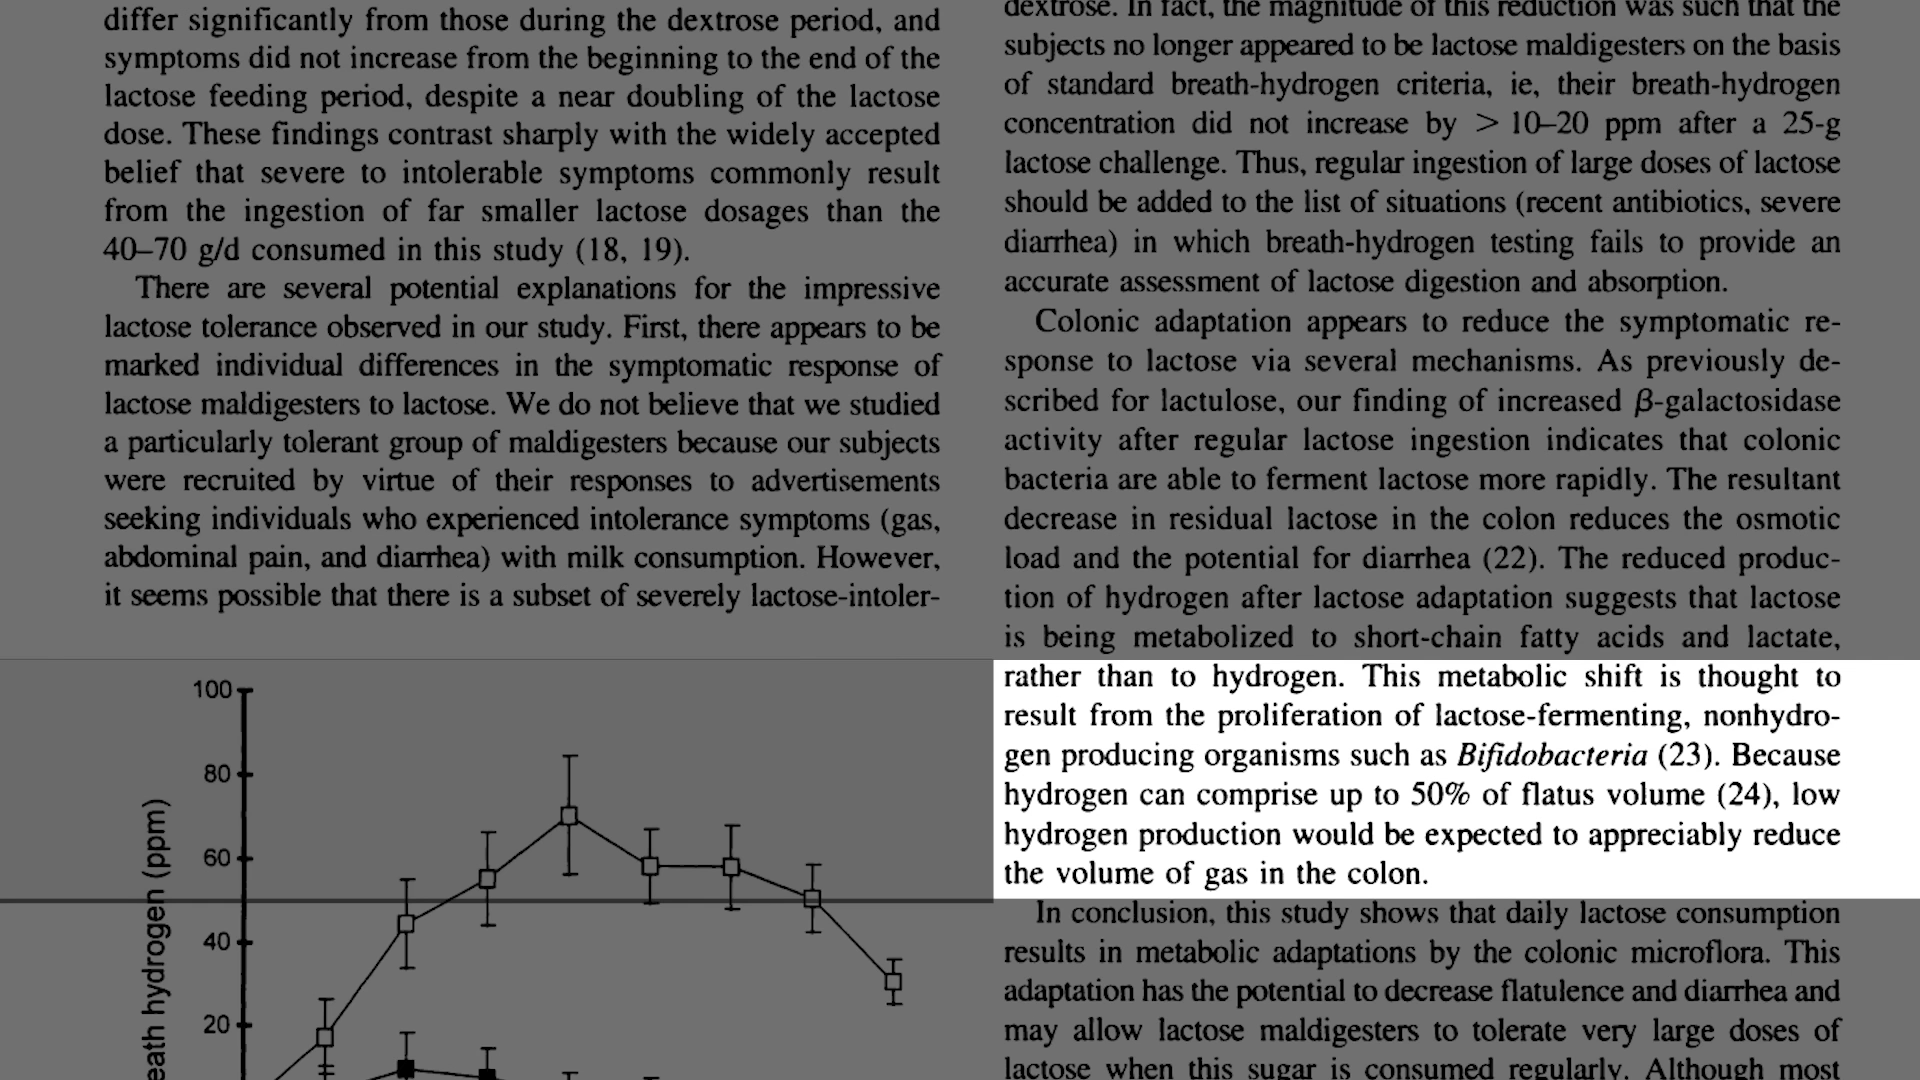 differ significantly from those during the dextrose period, and
symptoms did not increase from the beginning to the end of the
lactose feeding period, despite a near doubling of the lactose
dose. These findings contrast sharply with the widely accepted
belief that severe to intolerable symptoms commonly result
from the ingestion of far smaller lactose dosages than the
40–70 g/d consumed in this study (18, 19).
There are several potential explanations for the impressive
lactose tolerance observed in our study. First, there appears to be
marked individual differences in the symptomatic response of
lactose maldigesters to lactose. We do not believe that we studied
a particularly tolerant group of maldigesters because our subjects
were recruited by virtue of their responses to advertisements
seeking individuals who experienced intolerance symptoms (gas,
abdominal pain, and diarrhea) with milk consumption. However,
it seems possible that there is a subset of severely lactose-intoler-
100
80
60
40
20
eath hydrogen (ppm)
dextrose. In fact, the magnitude of this reduction was such that the
subjects no longer appeared to be lactose maldigesters on the basis
of standard breath-hydrogen criteria, ie, their breath-hydrogen
concentration did not increase by > 10–20 ppm after a 25-g
lactose challenge. Thus, regular ingestion of large doses of lactose
should be added to the list of situations (recent antibiotics, severe
diarrhea) in which breath-hydrogen testing fails to provide an
accurate assessment of lactose digestion and absorption.
Colonic adaptation appears to reduce the symptomatic re-
sponse to lactose via several mechanisms. As previously de-
scribed for lactulose, our finding of increased β-galactosidase
activity after regular lactose ingestion indicates that colonic
bacteria are able to ferment lactose more rapidly. The resultant
decrease in residual lactose in the colon reduces the osmotic
load and the potential for diarrhea (22). The reduced produc-
tion of hydrogen after lactose adaptation suggests that lactose
is being metabolized to short-chain fatty acids and lactate,
rather than to hydrogen. This metabolic shift is thought to
result from the proliferation of lactose-fermenting, nonhydro-
gen producing organisms such as Bifidobacteria (23). Because
hydrogen can comprise up to 50% of flatus volume (24), low
hydrogen production would be expected to appreciably reduce
the volume of gas in the colon.
In conclusion, this study shows that daily lactose consumption
results in metabolic adaptations by the colonic microflora. This
adaptation has the potential to decrease flatulence and diarrhea and
may allow lactose maldigesters to tolerate very large doses of
lactose when this sugar is consumed regularly. Although most